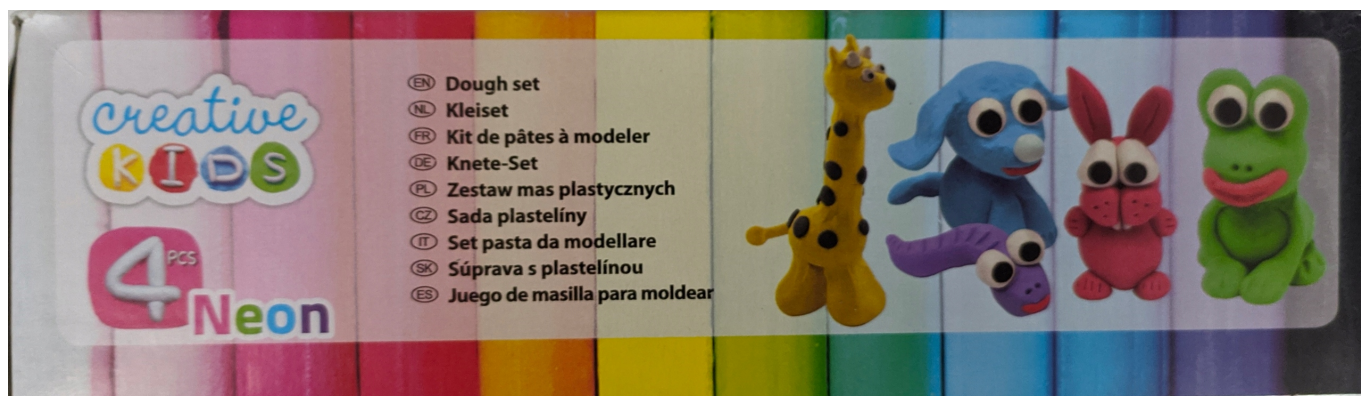 creative
KIDS
4 PCS
Neon
EN Dough set
NL Kleiset
FR Kit de pâtes à modeler
DE Knete-Set
PL Zestaw mas plastycznych
CZ Sada plastelíny
IT Set pasta da modellare
SK Súprava s plastelínou
ES Juego de masilla para moldear